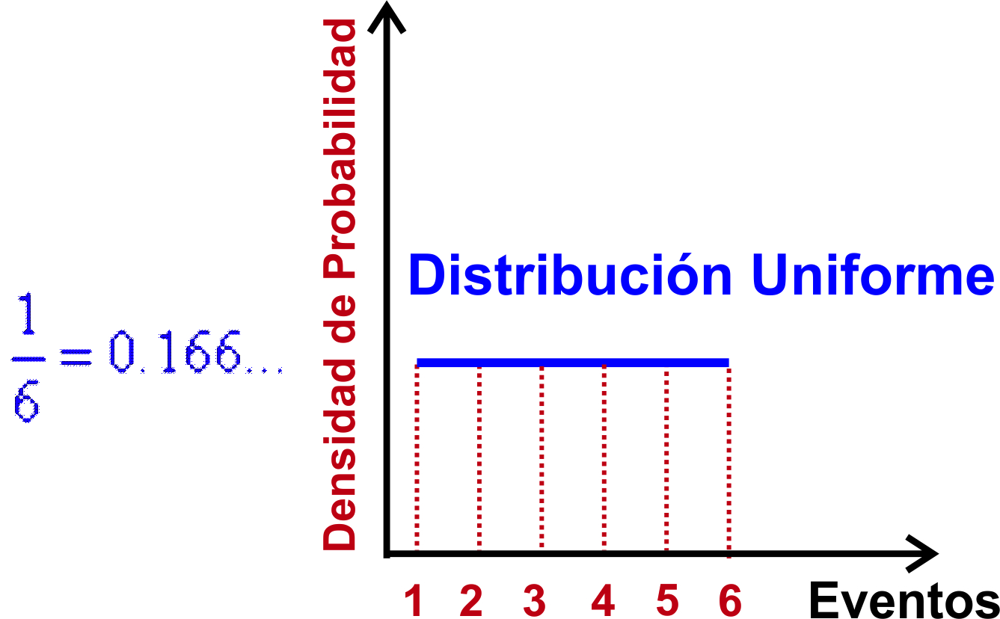 Densidad de Probabilidad
Distribución Uniforme
1/6 = 0.166...
1 2 3 4 5 6
Eventos